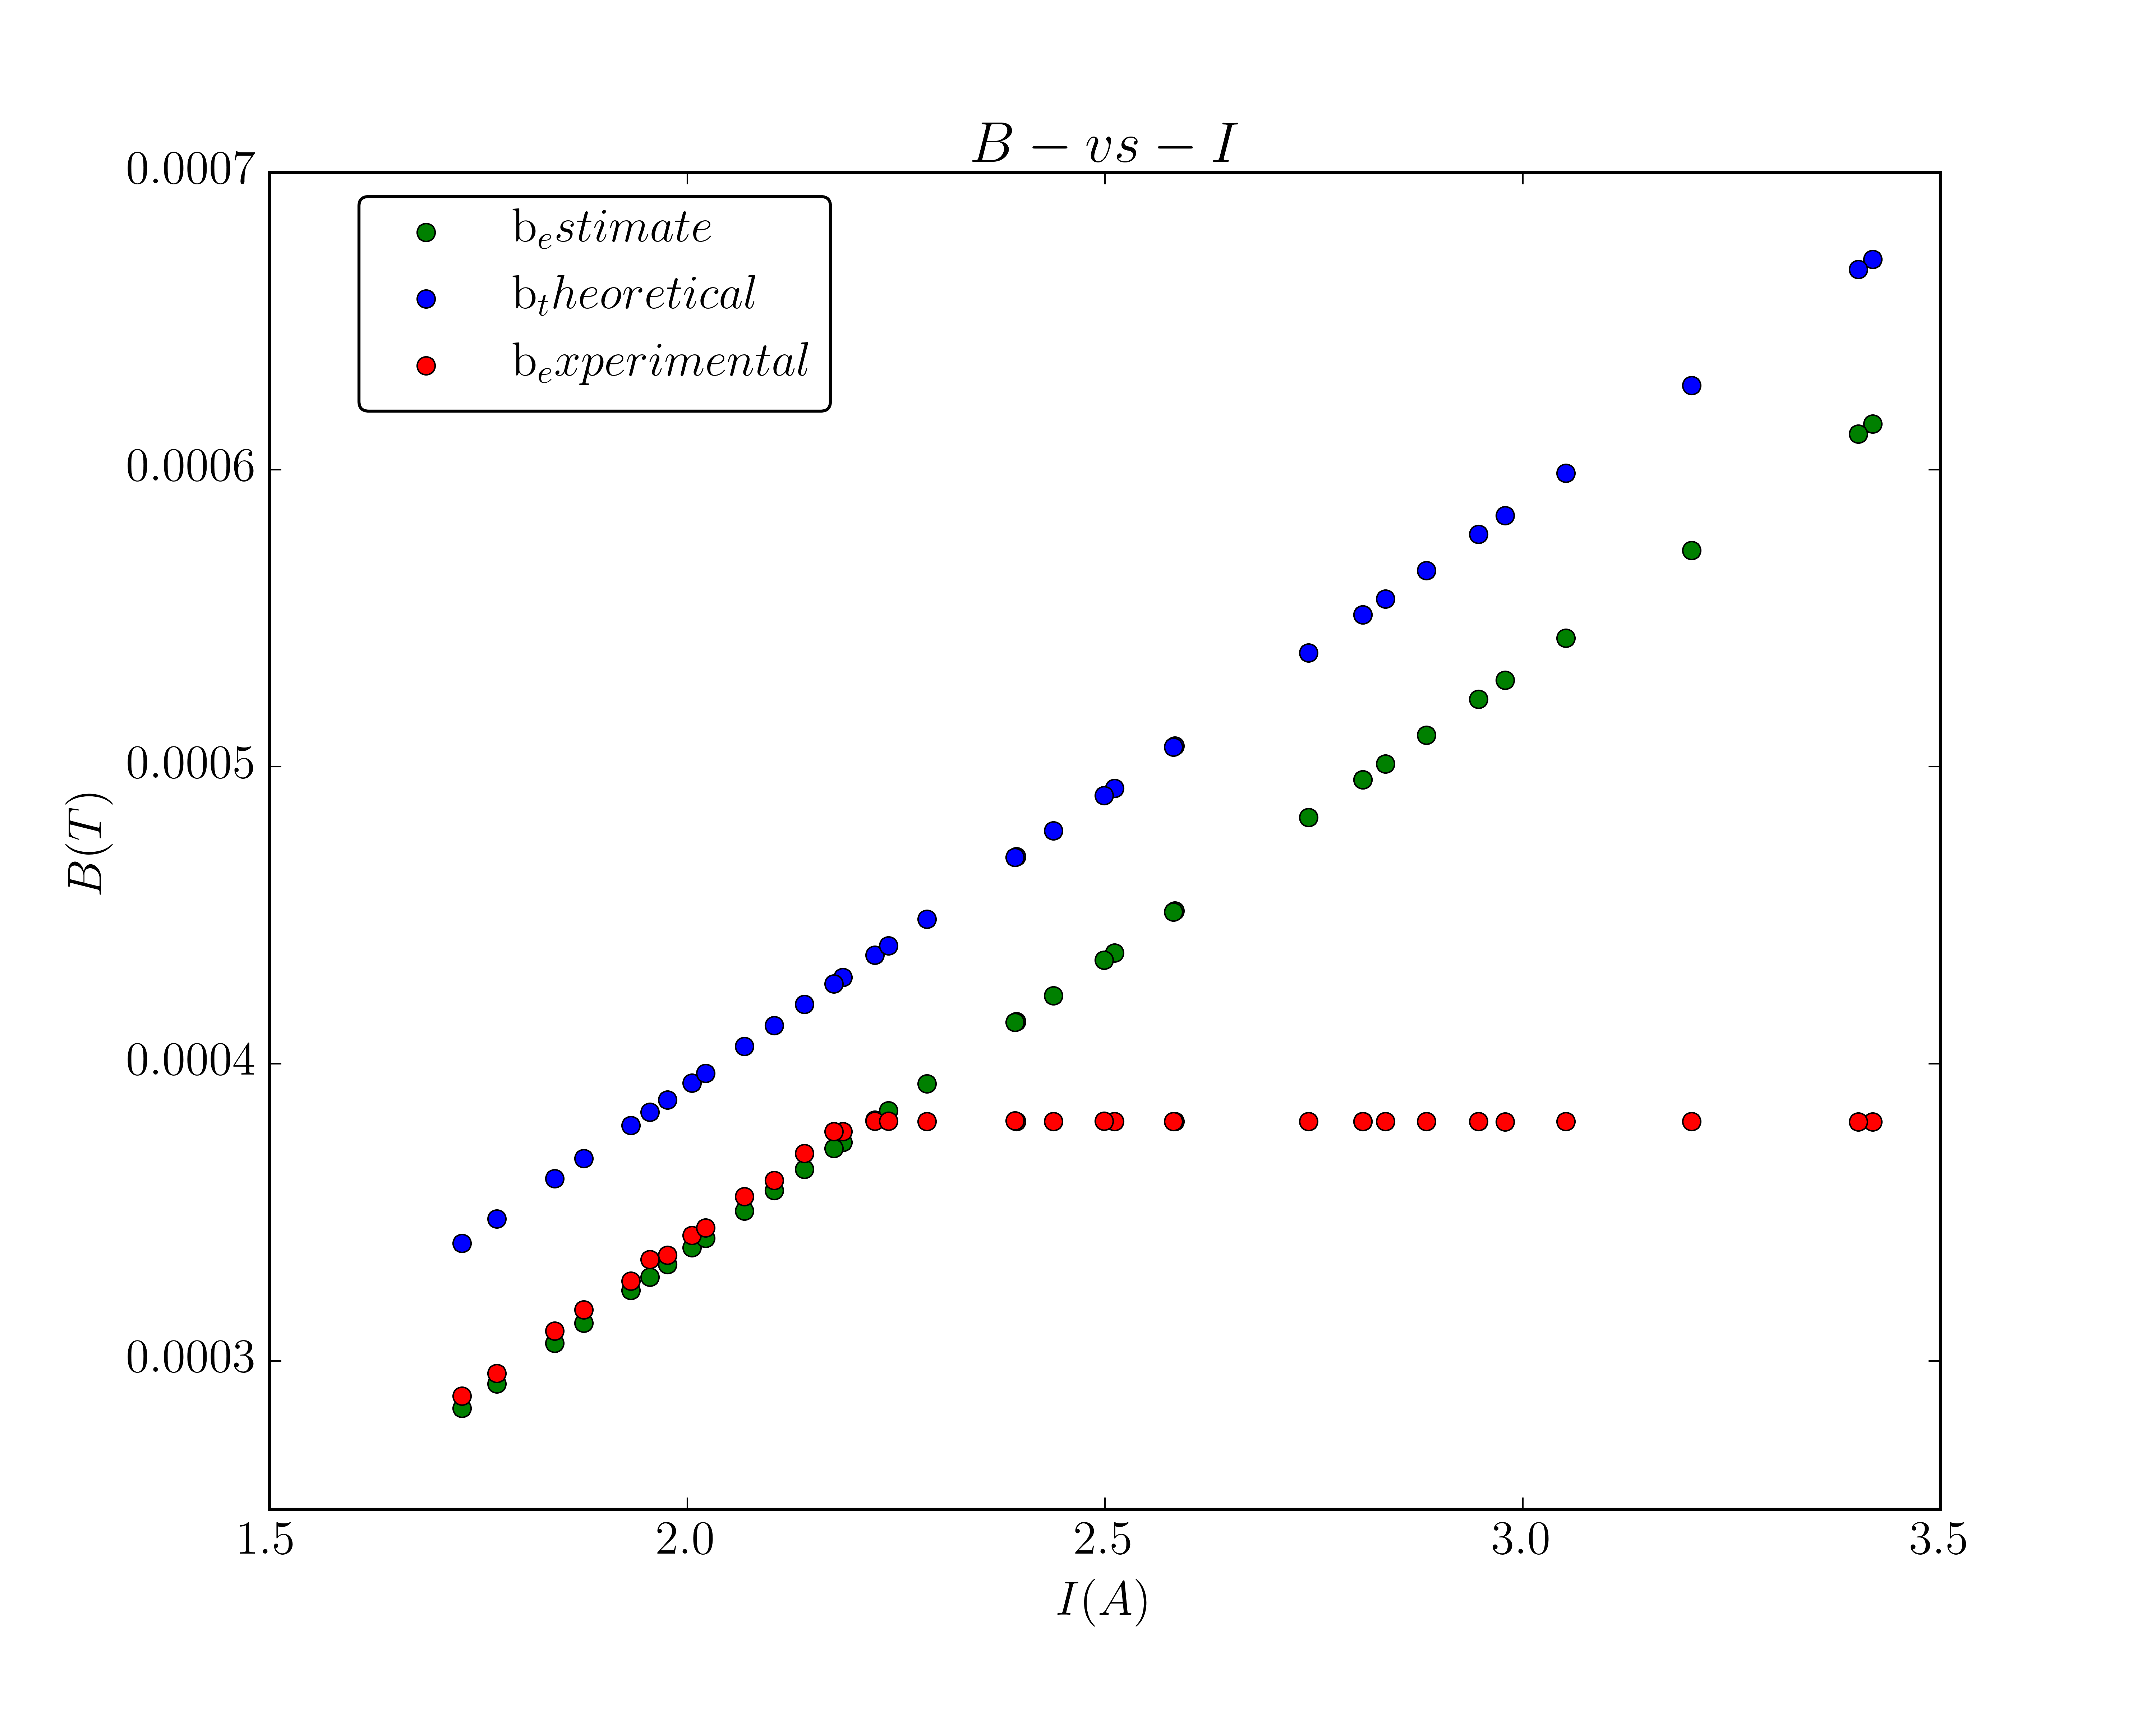 B − vs − I
0.0007
b_estimate
b_theoretical
b_experimental
0.0006
0.0005
B(T)
0.0004
0.0003
1.5 2.0 2.5 3.0 3.5
I(A)